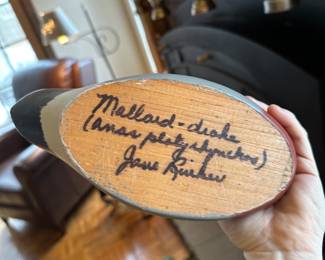 Mallard - drake
(anas platyrhynchos)
Jane